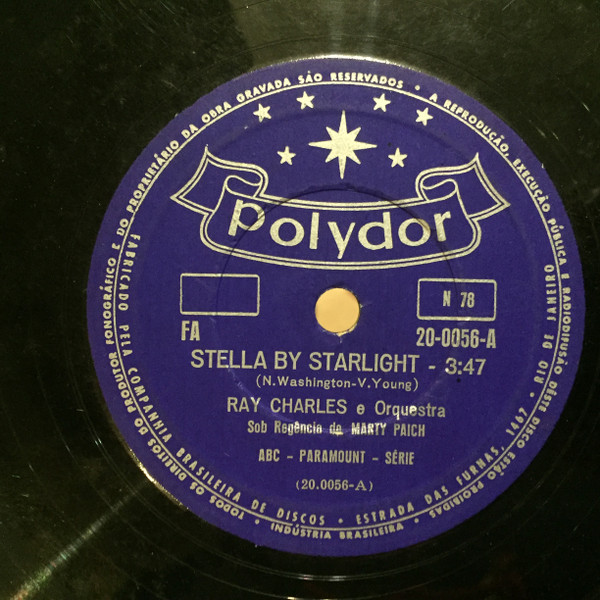 TODOS OS DIREITOS DO PRODUTOR FONOGRÁFICO E DO PROPRIETÁRIO DA OBRA GRAVADA SÃO RESERVADOS • A REPRODUÇÃO, EXECUÇÃO PÚBLICA E RADIODIFUSÃO DÊSTE DISCO ESTÃO PROIBIDAS
polydor
N 78
FA
20-0056-A
STELLA BY STARLIGHT - 3:47
(N.Washington-V.Young)
RAY CHARLES e Orquestra
Sob Regência de MARTY PAICH
ABC - PARAMOUNT - SÉRIE
(20.0056-A)
FABRICADO PELA COMPANHIA BRASILEIRA DE DISCOS • ESTRADA DAS FURNAS, 1467 • RIO DE JANEIRO
• INDÚSTRIA BRASILEIRA •